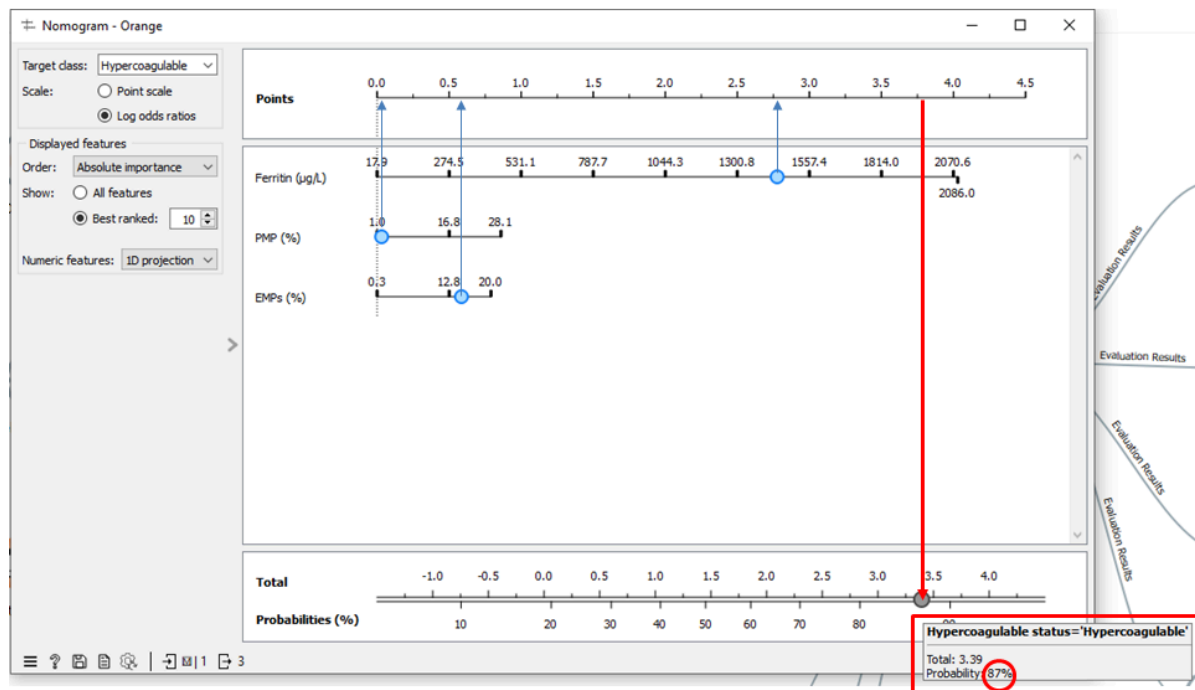 Nomogram - Orange
Target class: Hypercoagulable
Scale: Point scale
Log odds ratios
Displayed features
Order: Absolute importance
Show: All features
Best ranked: 10
Numeric features: 1D projection
Points
0.0 0.5 1.0 1.5 2.0 2.5 3.0 3.5 4.0 4.5
Ferritin (µg/L)
17.9 274.5 531.1 787.7 1044.3 1300.8 1557.4 1814.0 2070.6
2086.0
PMP (%)
1.0 16.8 28.1
EMPs (%)
0.3 12.8 20.0
Total
-1.0 -0.5 0.0 0.5 1.0 1.5 2.0 2.5 3.0 3.5 4.0
Probabilities (%)
10 20 30 40 50 60 70 80 90
Hypercoagulable status='Hypercoagulable'
Total: 3.39
Probability: 87%
1 3
Evaluation Results
Evaluation Results
Evaluation Results
Evaluation Results